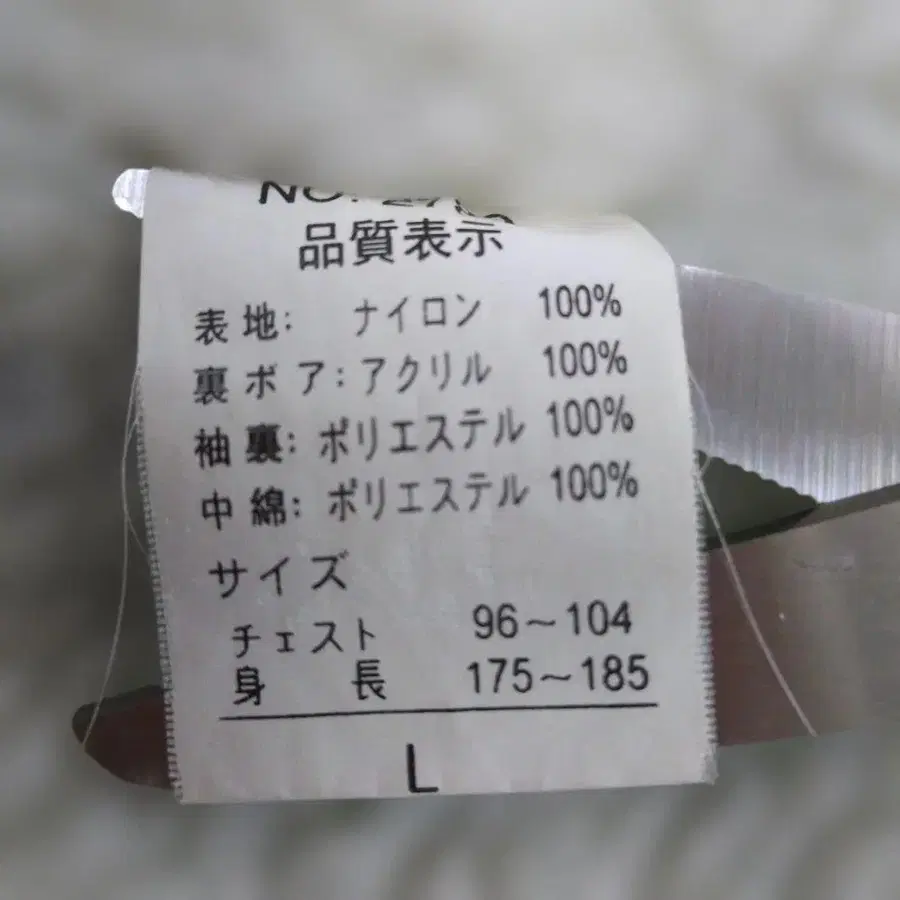 品質表示
表地: ナイロン 100%
裏ボア: アクリル 100%
袖裏: ポリエステル 100%
中綿: ポリエステル 100%
サイズ
チェスト 96~104
身長 175~185
L